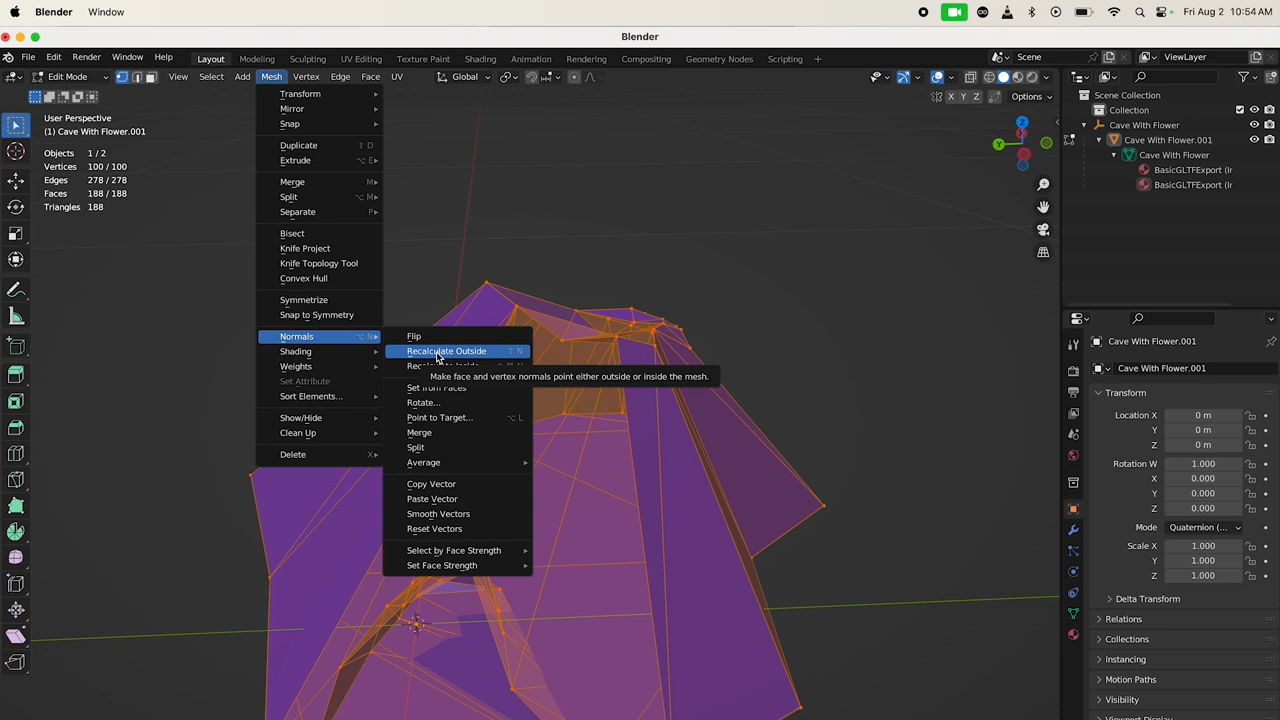 Blender Window Fri Aug 2 10:54 AM
Blender
File Edit Render Window Help Layout Modeling Sculpting UV Editing Texture Paint Shading Animation Rendering Compositing Geometry Nodes Scripting + Scene ViewLayer
Edit Mode View Select Add Mesh Vertex Edge Face UV Global
X Y Z Options
User Perspective
(1) Cave With Flower.001
Objects 1 / 2
Vertices 100 / 100
Edges 278 / 278
Faces 188 / 188
Triangles 188
Transform
Mirror
Snap
Duplicate ⇧ D
Extrude ⌥ E
Merge M
Split ⌥ M
Separate P
Bisect
Knife Project
Knife Topology Tool
Convex Hull
Symmetrize
Snap to Symmetry
Normals ⌥ N
Shading
Weights
Set Attribute
Sort Elements...
Show/Hide
Clean Up
Delete X
Flip
Recalculate Outside ⇧ N
Make face and vertex normals point either outside or inside the mesh.
Set from Faces
Rotate...
Point to Target... ⌥ L
Merge
Split
Average
Copy Vector
Paste Vector
Smooth Vectors
Reset Vectors
Select by Face Strength
Set Face Strength
Z
Y
Scene Collection
Collection
Cave With Flower
Cave With Flower.001
Cave With Flower
BasicGLTFExport (Ir
BasicGLTFExport (Ir
Cave With Flower.001
Cave With Flower.001
Transform
Location X 0 m
Y 0 m
Z 0 m
Rotation W 1.000
X 0.000
Y 0.000
Z 0.000
Mode Quaternion (...
Scale X 1.000
Y 1.000
Z 1.000
Delta Transform
Relations
Collections
Instancing
Motion Paths
Visibility
Viewport Display